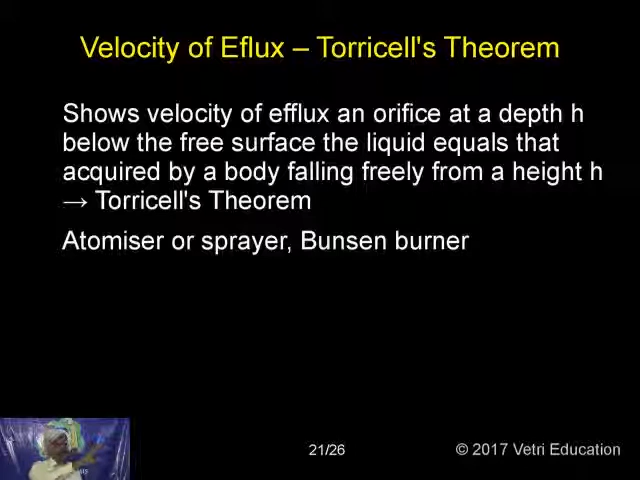 Velocity of Eflux – Torricell's Theorem
Shows velocity of efflux an orifice at a depth h
below the free surface the liquid equals that
acquired by a body falling freely from a height h
→ Torricell's Theorem
Atomiser or sprayer, Bunsen burner
21/26
© 2017 Vetri Education